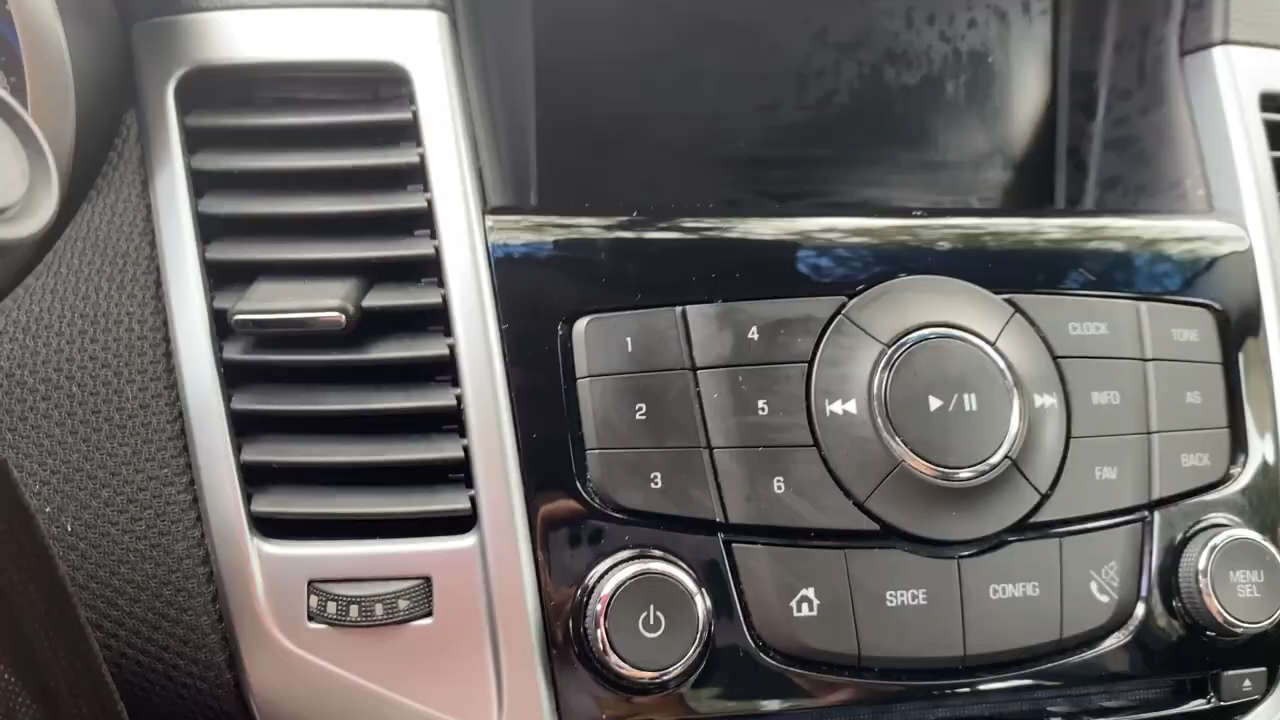 1
4
CLOCK
TONE
2
5
INFO
AS
3
6
FAV
BACK
SRCE
CONFIG
MENU
SEL